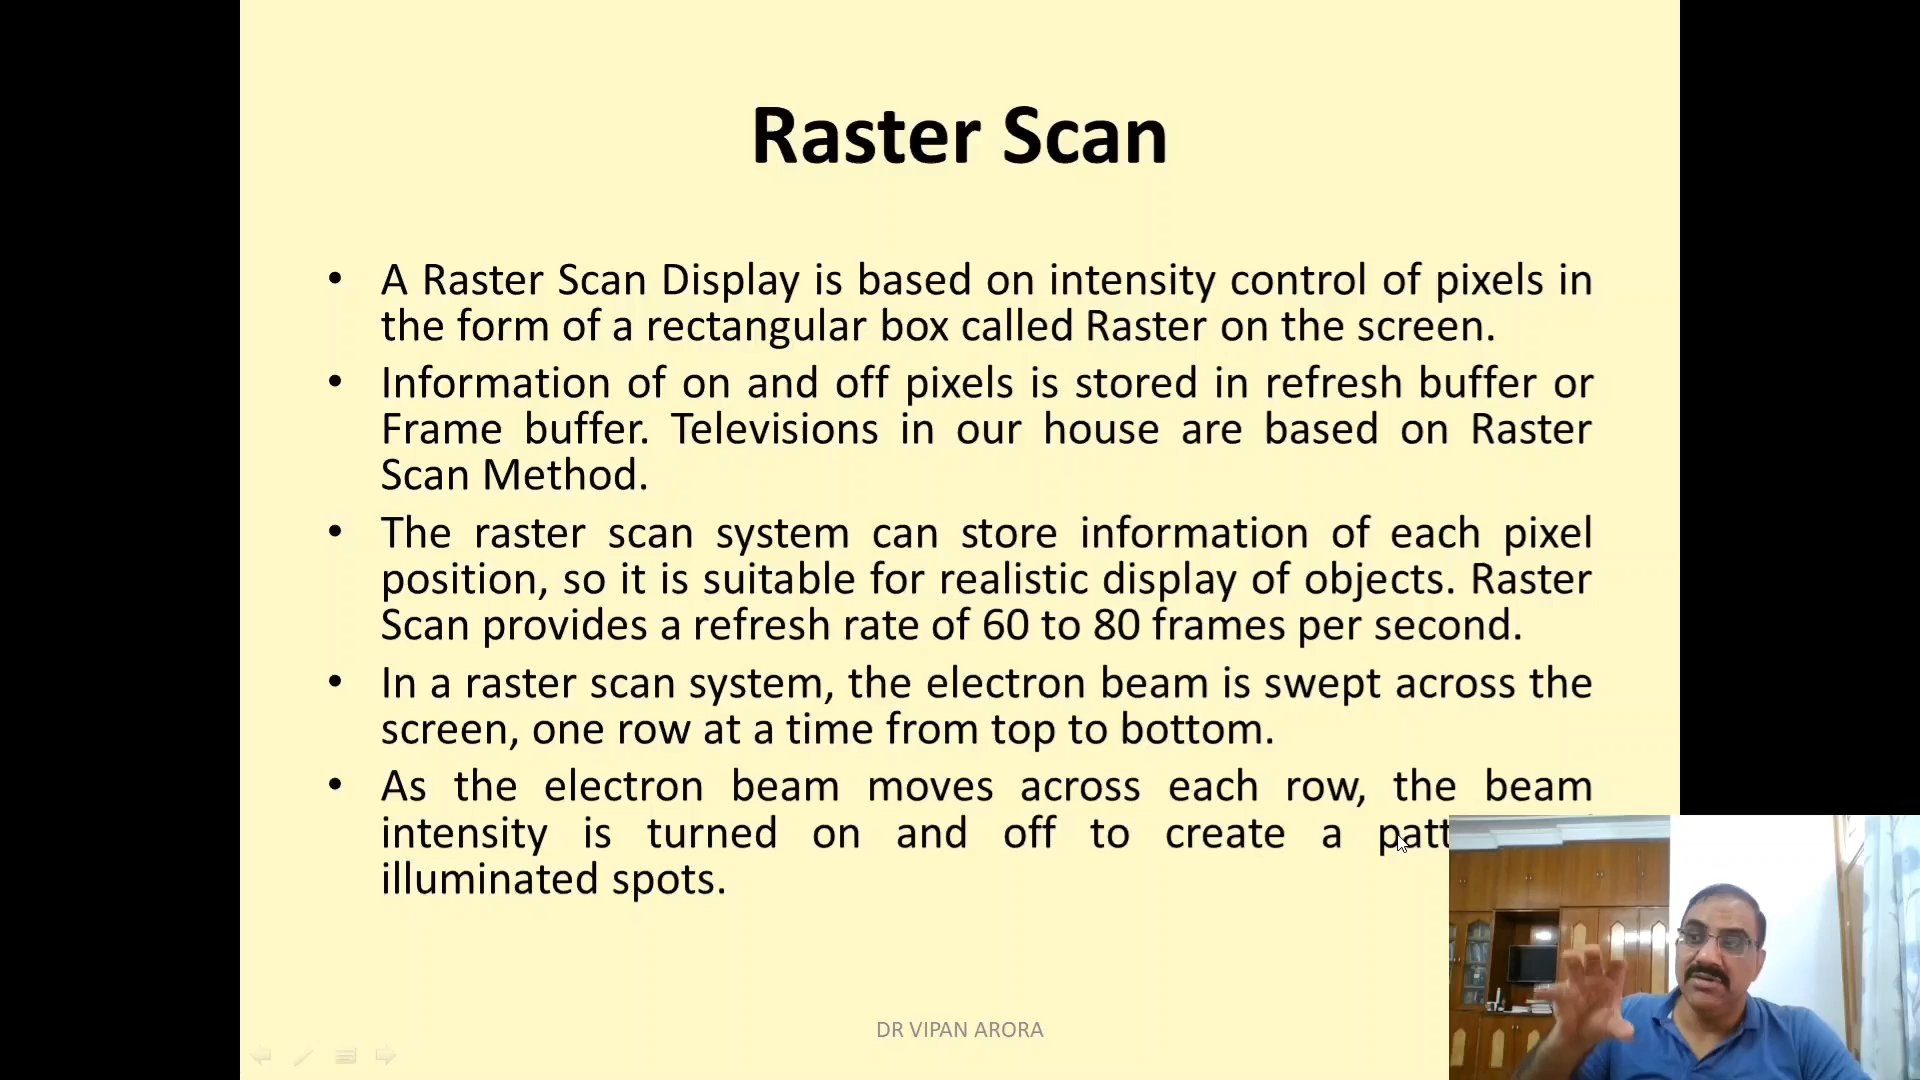 Raster Scan
• A Raster Scan Display is based on intensity control of pixels in
the form of a rectangular box called Raster on the screen.
• Information of on and off pixels is stored in refresh buffer or
Frame buffer. Televisions in our house are based on Raster
Scan Method.
• The raster scan system can store information of each pixel
position, so it is suitable for realistic display of objects. Raster
Scan provides a refresh rate of 60 to 80 frames per second.
• In a raster scan system, the electron beam is swept across the
screen, one row at a time from top to bottom.
• As the electron beam moves across each row, the beam
intensity is turned on and off to create a
illuminated spots.
DR VIPAN ARORA